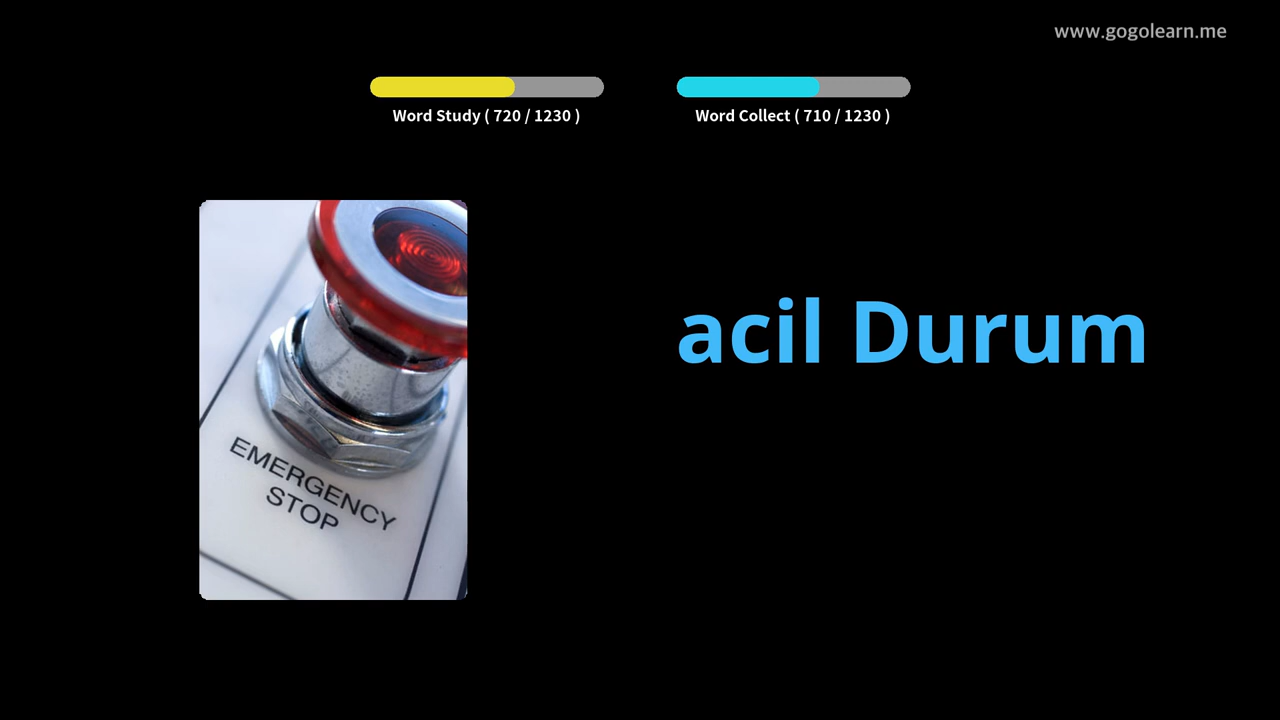 www.gogolearn.me
Word Study ( 720 / 1230 )
Word Collect ( 710 / 1230 )
acil Durum
EMERGENCY
STOP